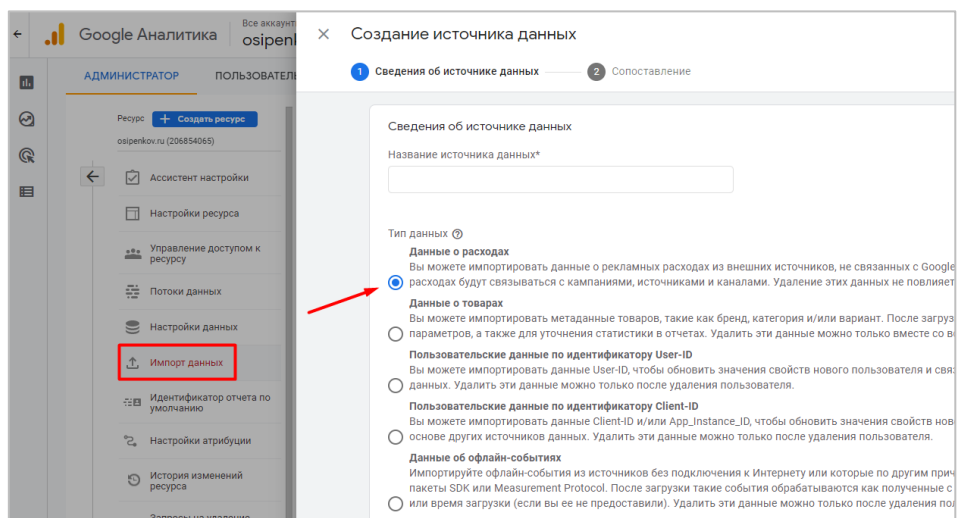 Google Аналитика
Все аккаунт
osipenl
АДМИНИСТРАТОР
ПОЛЬЗОВАТЕЛЬ
Ресурс
+ Создать ресурс
osipenkov.ru (206854065)
Ассистент настройки
Настройки ресурса
Управление доступом к
ресурсу
Потоки данных
Настройки данных
Импорт данных
Идентификатор отчета по
умолчанию
Настройки атрибуции
История изменений
ресурса
Запросы на удаление
Создание источника данных
1 Сведения об источнике данных
2 Сопоставление
Сведения об источнике данных
Название источника данных*
Тип данных
Данные о расходах
Вы можете импортировать данные о рекламных расходах из внешних источников, не связанных с Google
расходах будут связываться с кампаниями, источниками и каналами. Удаление этих данных не повлияет
Данные о товарах
Вы можете импортировать метаданные товаров, такие как бренд, категория и/или вариант. После загруз
параметров, а также для уточнения статистики в отчетах. Удалить эти данные можно только вместе со в
Пользовательские данные по идентификатору User-ID
Вы можете импортировать данные User-ID, чтобы обновить значения свойств нового пользователя и свя
данных. Удалить эти данные можно только после удаления пользователя.
Пользовательские данные по идентификатору Client-ID
Вы можете импортировать данные Client-ID и/или App_Instance_ID, чтобы обновить значения свойств нов
основе других источников данных. Удалить эти данные можно только после удаления пользователя.
Данные об офлайн-событиях
Импортируйте офлайн-события из источников без подключения к Интернету или которые по другим прич
пакеты SDK или Measurement Protocol. После загрузки такие события обрабатываются как полученные с
или время загрузки (если вы ее не предоставили). Удалить эти данные можно только после удаления пол